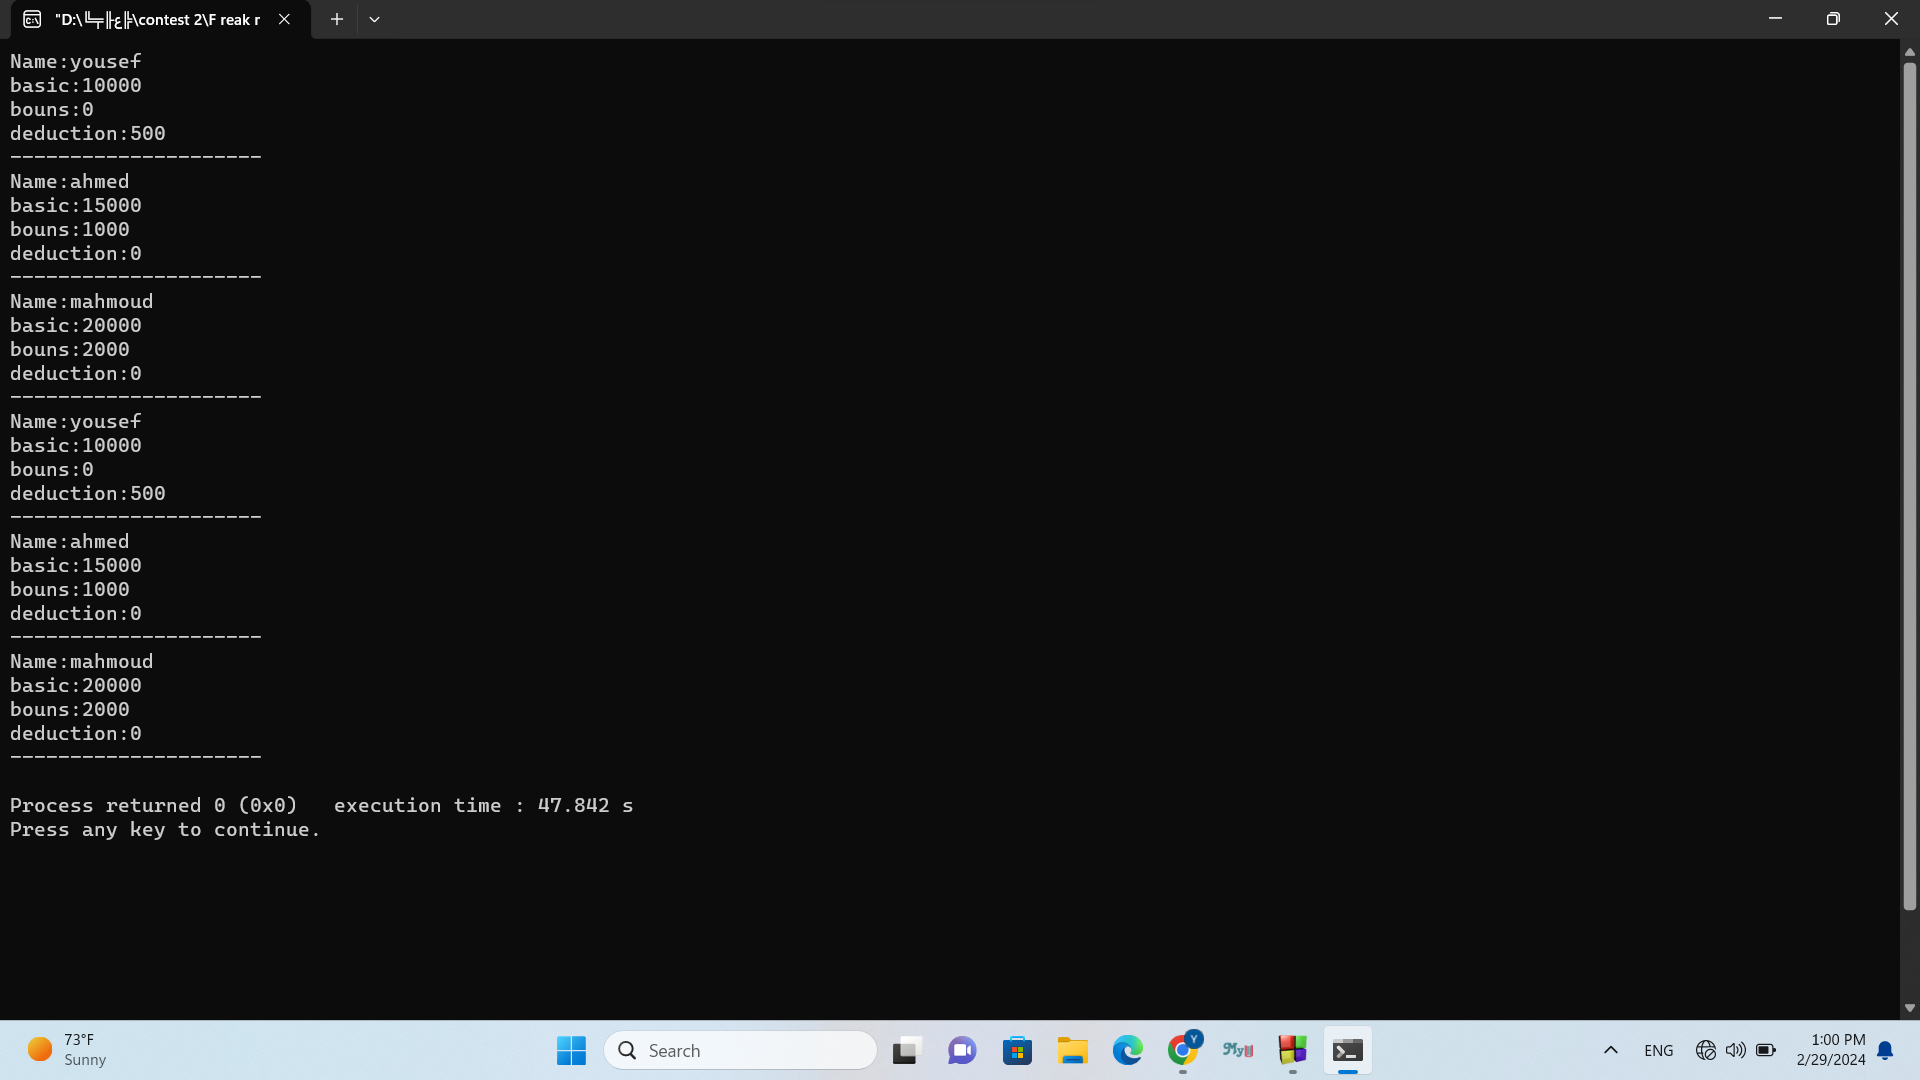 "D:\╚╤╟ع╠\contest 2\F reak r
Name:yousef
basic:10000
bouns:0
deduction:500
---------------------
Name:ahmed
basic:15000
bouns:1000
deduction:0
---------------------
Name:mahmoud
basic:20000
bouns:2000
deduction:0
---------------------
Name:yousef
basic:10000
bouns:0
deduction:500
---------------------
Name:ahmed
basic:15000
bouns:1000
deduction:0
---------------------
Name:mahmoud
basic:20000
bouns:2000
deduction:0
---------------------
Process returned 0 (0x0)   execution time : 47.842 s
Press any key to continue.
73°F
Sunny
Search
Y
MyU
ENG
1:00 PM
2/29/2024